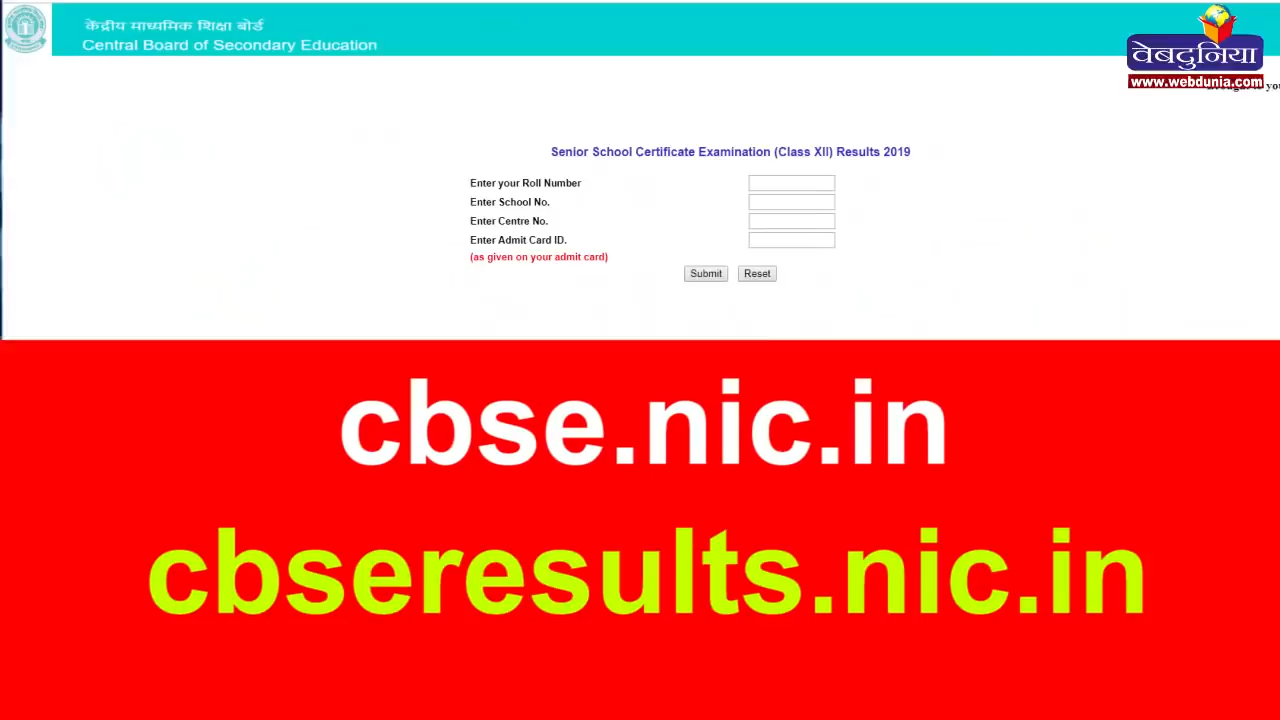 केंद्रीय माध्यमिक शिक्षा बोर्ड
Central Board of Secondary Education
वेबदुनिया
www.webdunia.com
Senior School Certificate Examination (Class XII) Results 2019
Enter your Roll Number
Enter School No.
Enter Centre No.
Enter Admit Card ID.
(as given on your admit card)
Submit Reset
cbse.nic.in
cbseresults.nic.in